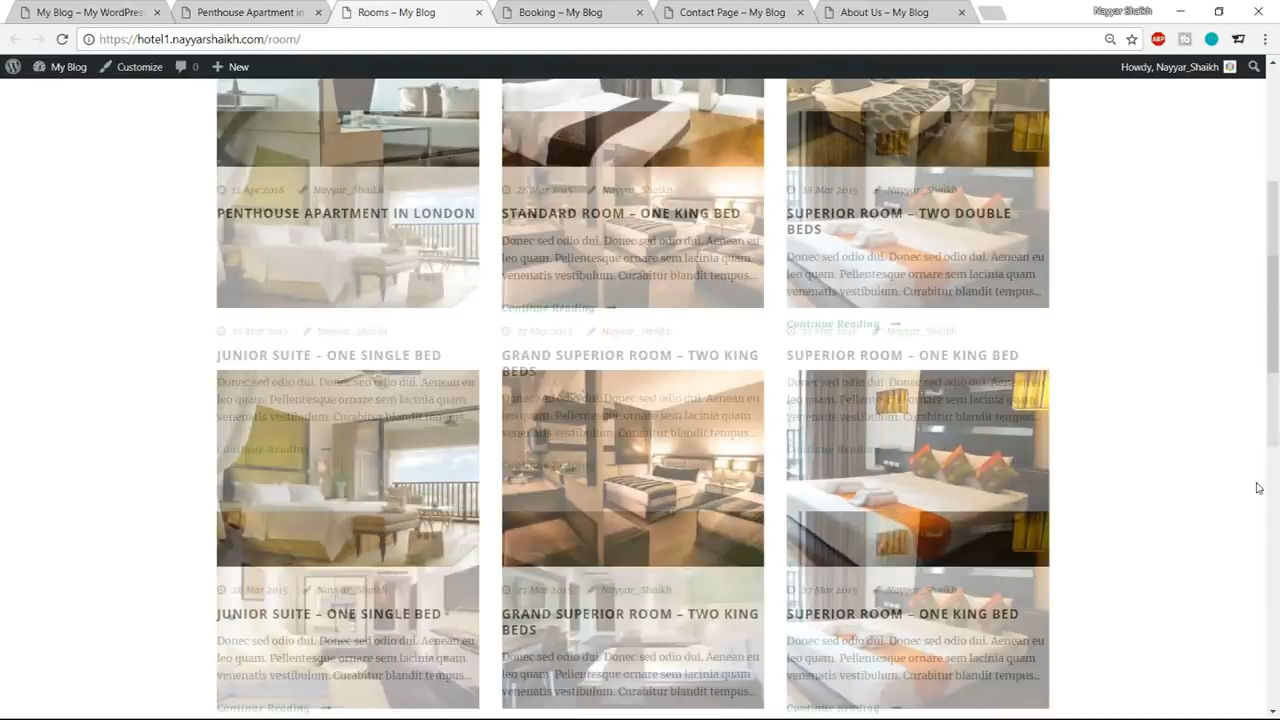 My Blog – My WordPres
Penthouse Apartment in
Rooms – My Blog
Booking – My Blog
Contact Page – My Blog
About Us – My Blog
Nayyar Shaikh
https://hotel1.nayyarshaikh.com/room/
ABP
My Blog
Customize
0
New
Howdy, Nayyar_Shaikh
12 Apr 2018 Nayyar_Shaikh
PENTHOUSE APARTMENT IN LONDON
28 Mar 2015 Nayyar_Shaikh
STANDARD ROOM – ONE KING BED
Donec sed odio dui. Donec sed odio dui. Aenean eu
leo quam. Pellentesque ornare sem lacinia quam
venenatis vestibulum. Curabitur blandit tempus...
Continue Reading
28 Mar 2015 Nayyar_Shaikh
SUPERIOR ROOM – TWO DOUBLE
BEDS
Donec sed odio dui. Donec sed odio dui. Aenean eu
leo quam. Pellentesque ornare sem lacinia quam
venenatis vestibulum. Curabitur blandit tempus...
Continue Reading
28 Mar 2015 Nayyar_Shaikh
JUNIOR SUITE – ONE SINGLE BED
Donec sed odio dui. Donec sed odio dui. Aenean eu
leo quam. Pellentesque ornare sem lacinia quam
venenatis vestibulum. Curabitur blandit tempus...
Continue Reading
27 Mar 2015 Nayyar_Shaikh
GRAND SUPERIOR ROOM – TWO KING
BEDS
Donec sed odio dui. Donec sed odio dui. Aenean eu
leo quam. Pellentesque ornare sem lacinia quam
venenatis vestibulum. Curabitur blandit tempus...
Continue Reading
27 Mar 2015 Nayyar_Shaikh
SUPERIOR ROOM – ONE KING BED
Donec sed odio dui. Donec sed odio dui. Aenean eu
leo quam. Pellentesque ornare sem lacinia quam
venenatis vestibulum. Curabitur blandit tempus...
Continue Reading
28 Mar 2015 Nayyar_Shaikh
JUNIOR SUITE – ONE SINGLE BED
Donec sed odio dui. Donec sed odio dui. Aenean eu
leo quam. Pellentesque ornare sem lacinia quam
venenatis vestibulum. Curabitur blandit tempus...
Continue Reading
27 Mar 2015 Nayyar_Shaikh
GRAND SUPERIOR ROOM – TWO KING
BEDS
Donec sed odio dui. Donec sed odio dui. Aenean eu
leo quam. Pellentesque ornare sem lacinia quam
venenatis vestibulum. Curabitur blandit tempus...
27 Mar 2015 Nayyar_Shaikh
SUPERIOR ROOM – ONE KING BED
Donec sed odio dui. Donec sed odio dui. Aenean eu
leo quam. Pellentesque ornare sem lacinia quam
venenatis vestibulum. Curabitur blandit tempus...
Continue Reading